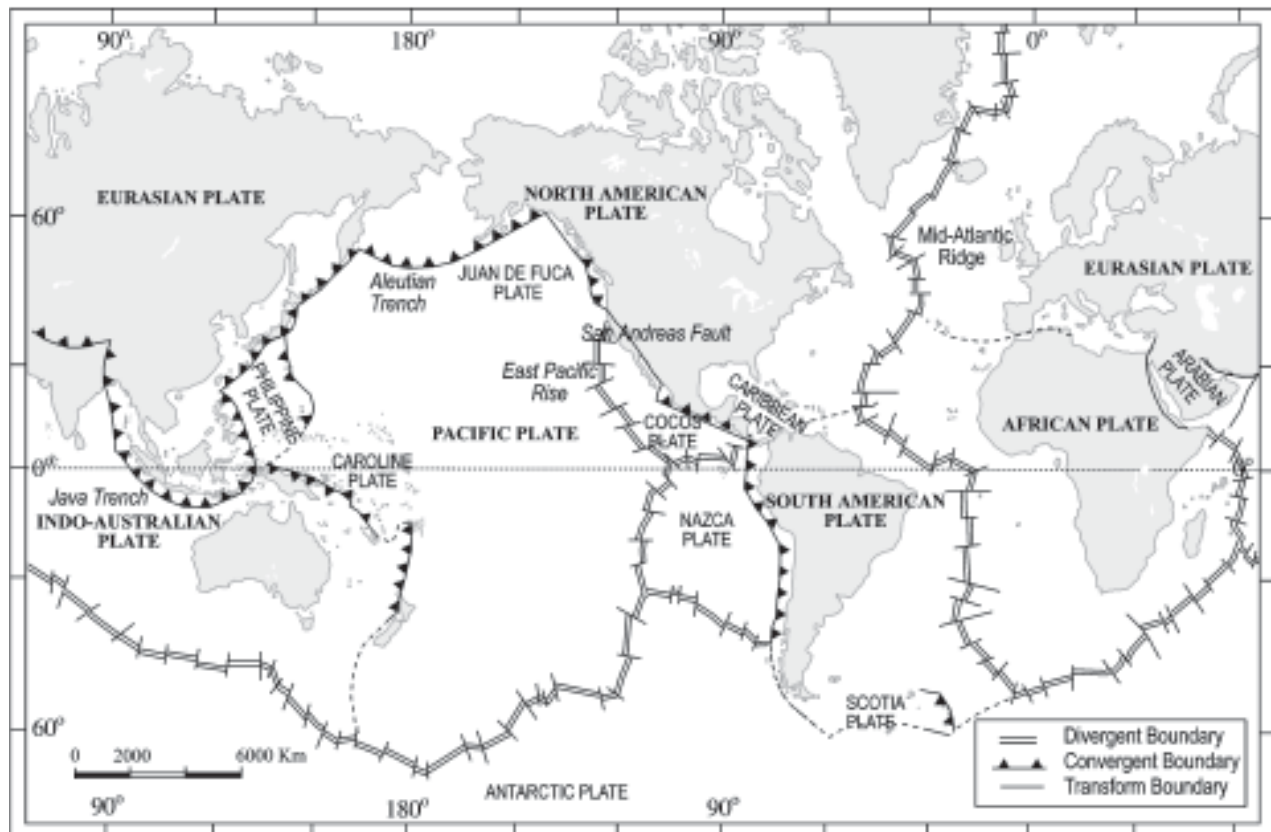 90° 180° 90° 0°
EURASIAN PLATE
NORTH AMERICAN
PLATE
60°
Mid-Atlantic
Ridge
EURASIAN PLATE
Aleutian
Trench
JUAN DE FUCA
PLATE
San Andreas Fault
East Pacific
Rise
PHILIPPINE
PLATE
CARIBBEAN
PLATE
ARABIAN
PLATE
COCOS
PLATE
PACIFIC PLATE
AFRICAN PLATE
CAROLINE
PLATE
0°
Java Trench
INDO-AUSTRALIAN
PLATE
SOUTH AMERICAN
PLATE
NAZCA
PLATE
SCOTIA
PLATE
60°
0 2000 6000 Km
Divergent Boundary
Convergent Boundary
Transform Boundary
ANTARCTIC PLATE
90° 180° 90°